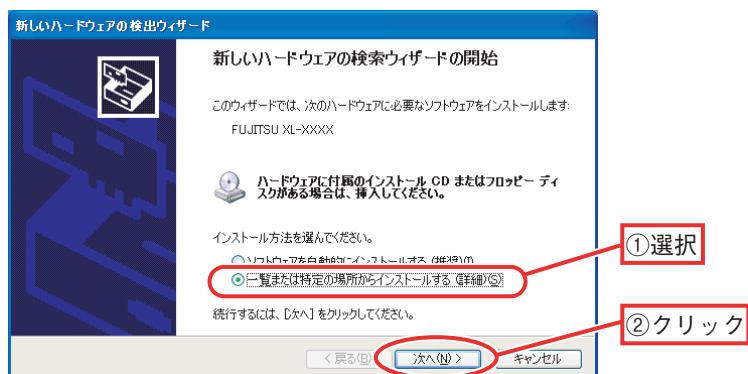 新しいハードウェアの検出ウィザード
新しいハードウェアの検索ウィザードの開始
このウィザードでは、次のハードウェアに必要なソフトウェアをインストールします:
FUJITSU XL-XXXX
ハードウェアに付属のインストール CD またはフロッピー ディ
スクがある場合は、挿入してください。
インストール方法を選んでください。
ソフトウェアを自動的にインストールする (推奨)(I)
一覧または特定の場所からインストールする (詳細)(S)
①選択
続行するには、[次へ] をクリックしてください。
②クリック
< 戻る(B)
次へ(N) >
キャンセル